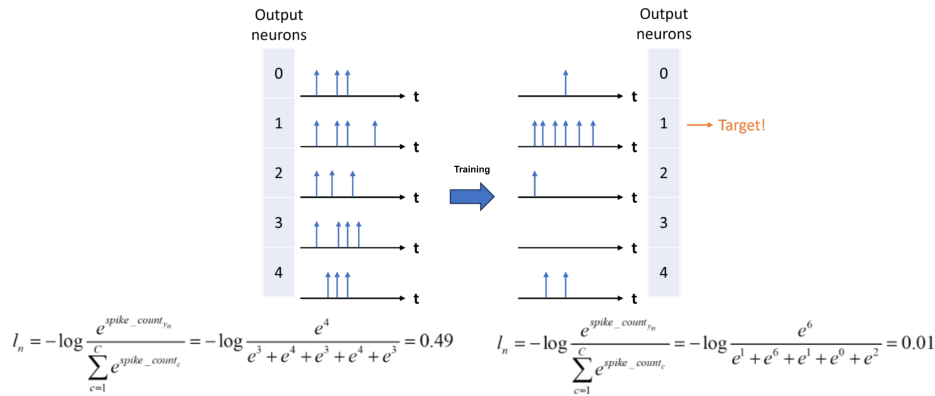 Output
neurons
Output
neurons
0
t
t
0
1
t
t
1
Target!
2
t
Training
t
2
3
t
t
3
4
t
t
4
l_n = -log e^{spike_count_{y_n}} / \sum_{c=1}^{C} e^{spike_count_c} = -log e^4 / (e^3 + e^4 + e^3 + e^4 + e^3) = 0.49
l_n = -log e^{spike_count_{y_n}} / \sum_{c=1}^{C} e^{spike_count_c} = -log e^6 / (e^1 + e^6 + e^1 + e^0 + e^2) = 0.01